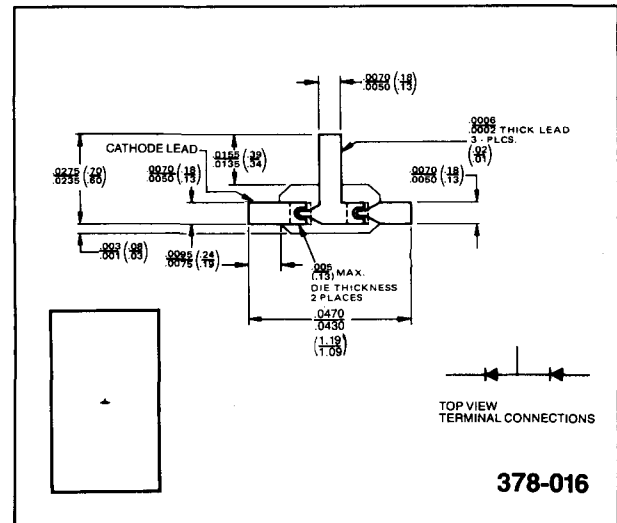 .0070 (.18
.0050 (.13)
.0006
.0002 THICK LEAD
3 - PLCS.
(.02
.01)
CATHODE LEAD
.0155 (.39
.0135 (.34)
.0275 (.70
.0235 (.60)
.0070 (.18
.0050 (.13)
.0070 (.18
.0050 (.13)
.003 (.08
.001 (.03)
.0095 (.24
.0075 (.19)
.005 MAX.
(.13)
DIE THICKNESS
2 PLACES
.0470
.0430
(1.19
1.09)
TOP VIEW
TERMINAL CONNECTIONS
378-016